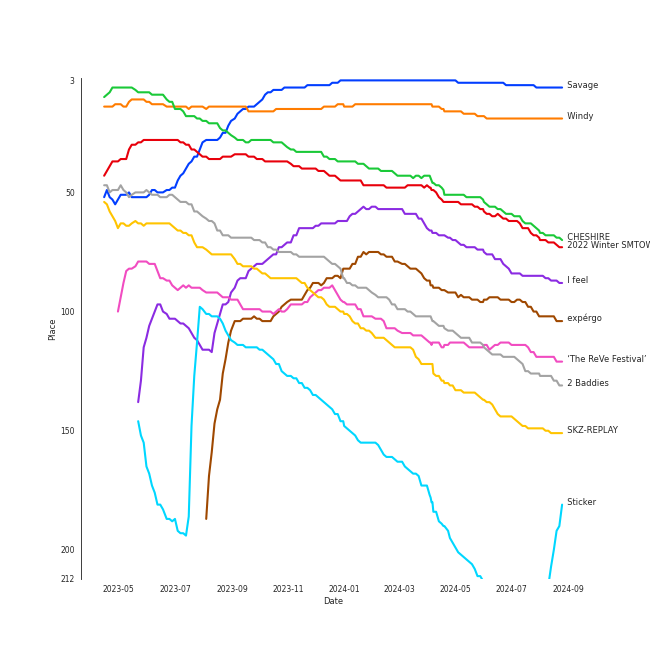 3
50
100
150
200
212
Place
Savage
Windy
CHESHIRE
2022 Winter SMTOW
I feel
expérgo
'The ReVe Festival'
2 Baddies
SKZ-REPLAY
Sticker
2023-05
2023-07
2023-09
2023-11
2024-01
2024-03
2024-05
2024-07
2024-09
Date